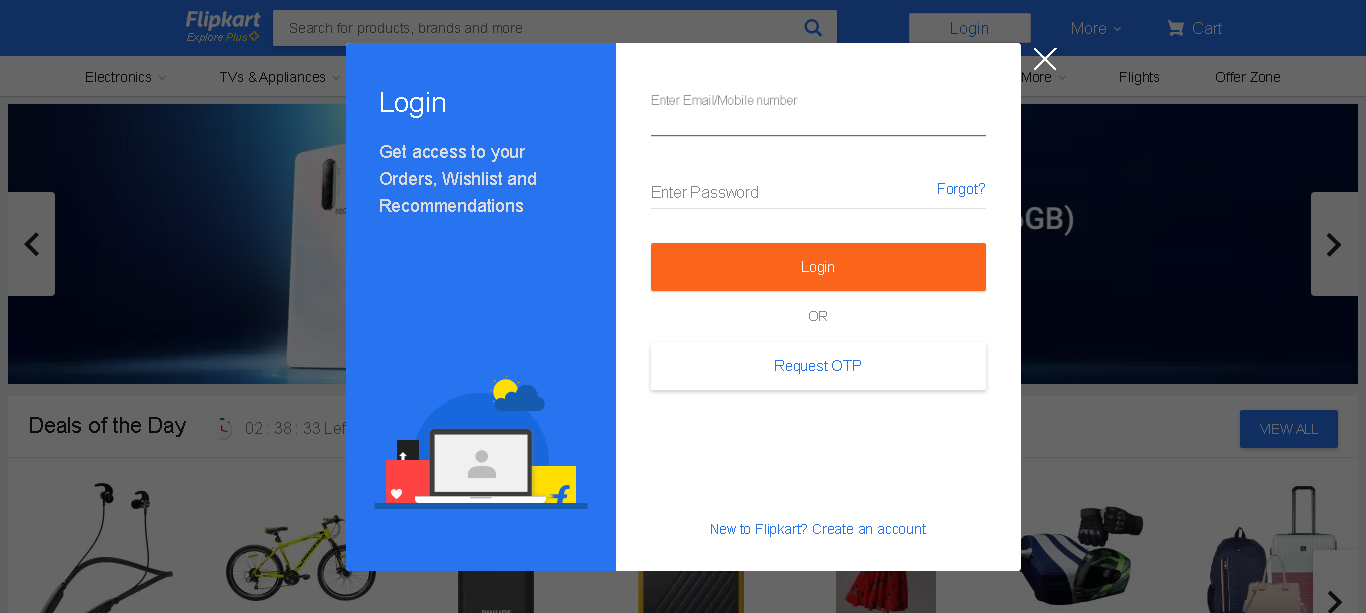 Flipkart
Explore Plus
Search for products, brands and more
Login
More
Cart
Electronics
TVs & Appliances
More
Flights
Offer Zone
Login
Get access to your
Orders, Wishlist and
Recommendations
Enter Email/Mobile number
Enter Password
Forgot?
Login
OR
Request OTP
New to Flipkart? Create an account
GB)
Deals of the Day
02 : 38 : 33 Lef
VIEW ALL
PHILIPS